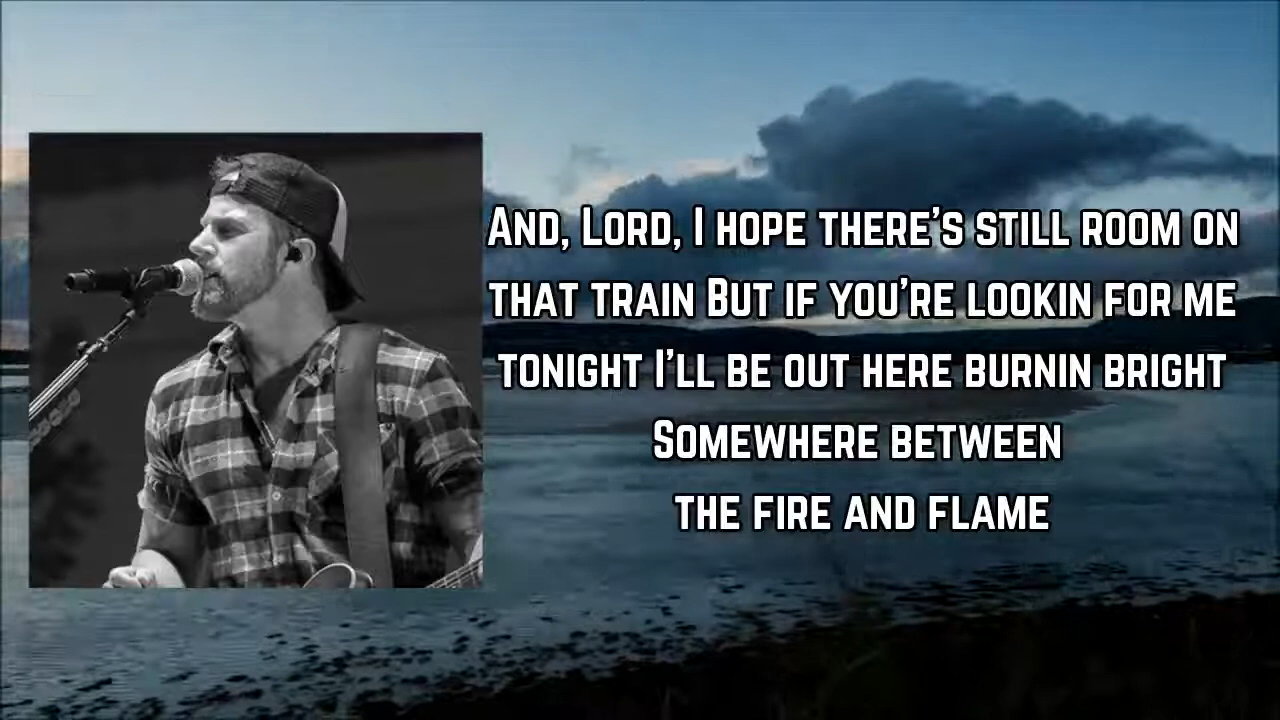 And, Lord, I hope there's still room on
that train But if you're lookin for me
tonight I'll be out here burnin bright
Somewhere between
the fire and flame